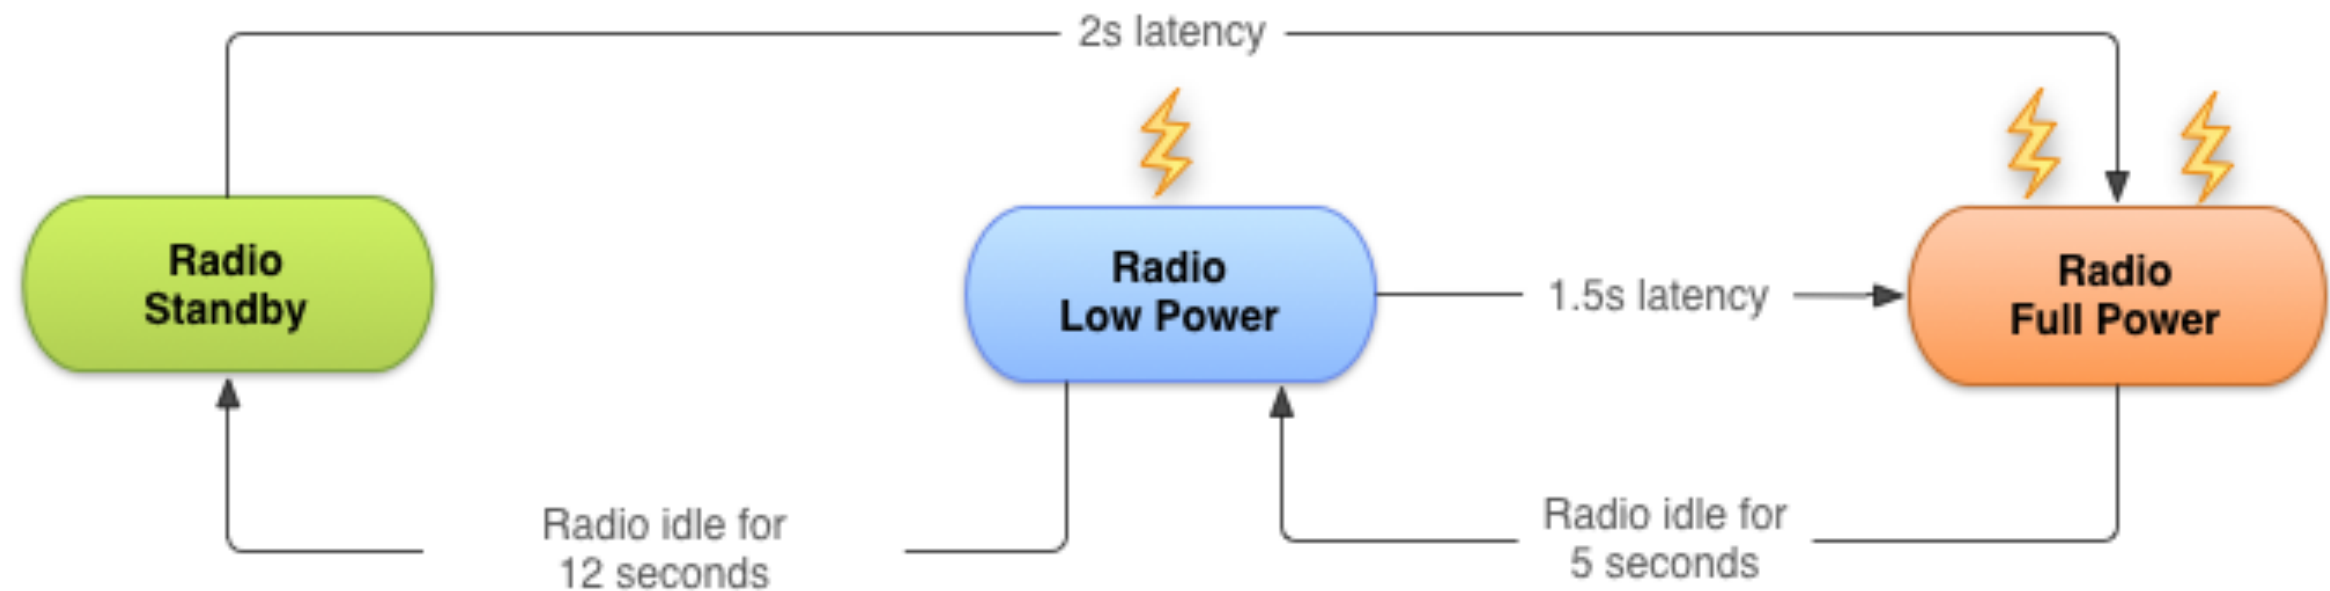 2s latency
Radio
Standby
Radio
Low Power
1.5s latency
Radio
Full Power
Radio idle for
12 seconds
Radio idle for
5 seconds